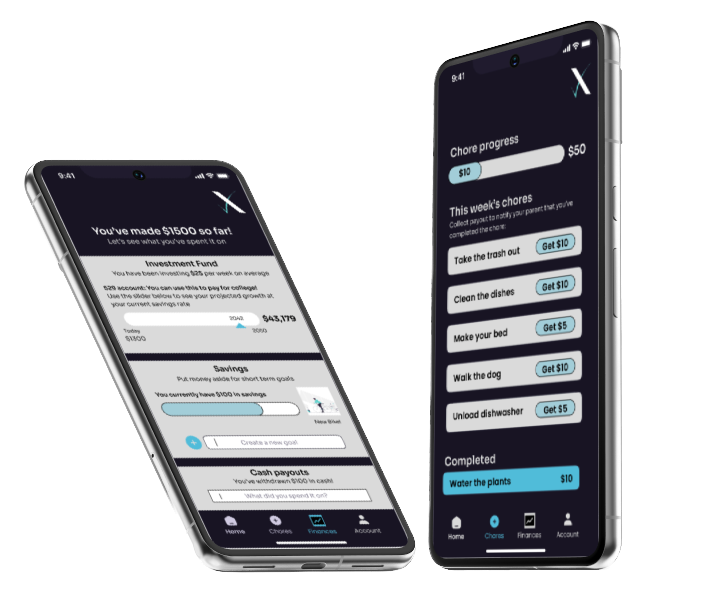 9:41
You've made $1500 so far!
Let's see what you've spent it on
Investment Fund
You have been investing $25 per week on average
529 account: You can use this to pay for college!
Use the slider below to see your projected growth at
your current savings rate
2042
$43,179
Today
2050
$1300
Savings
Put money aside for short term goals
You currently have $100 in savings
New Bike!
Create a new goal
Cash payouts
You've withdrawn $100 in cash!
What did you spend it on?
Home
Chores
Finances
Account
9:41
Chore progress
$10
$50
This week's chores
Collect payout to notify your parent that you've
completed the chore:
Take the trash out
Get $10
Clean the dishes
Get $10
Make your bed
Get $5
Walk the dog
Get $10
Unload dishwasher
Get $5
Completed
Water the plants
$10
Home
Chores
Finances
Account